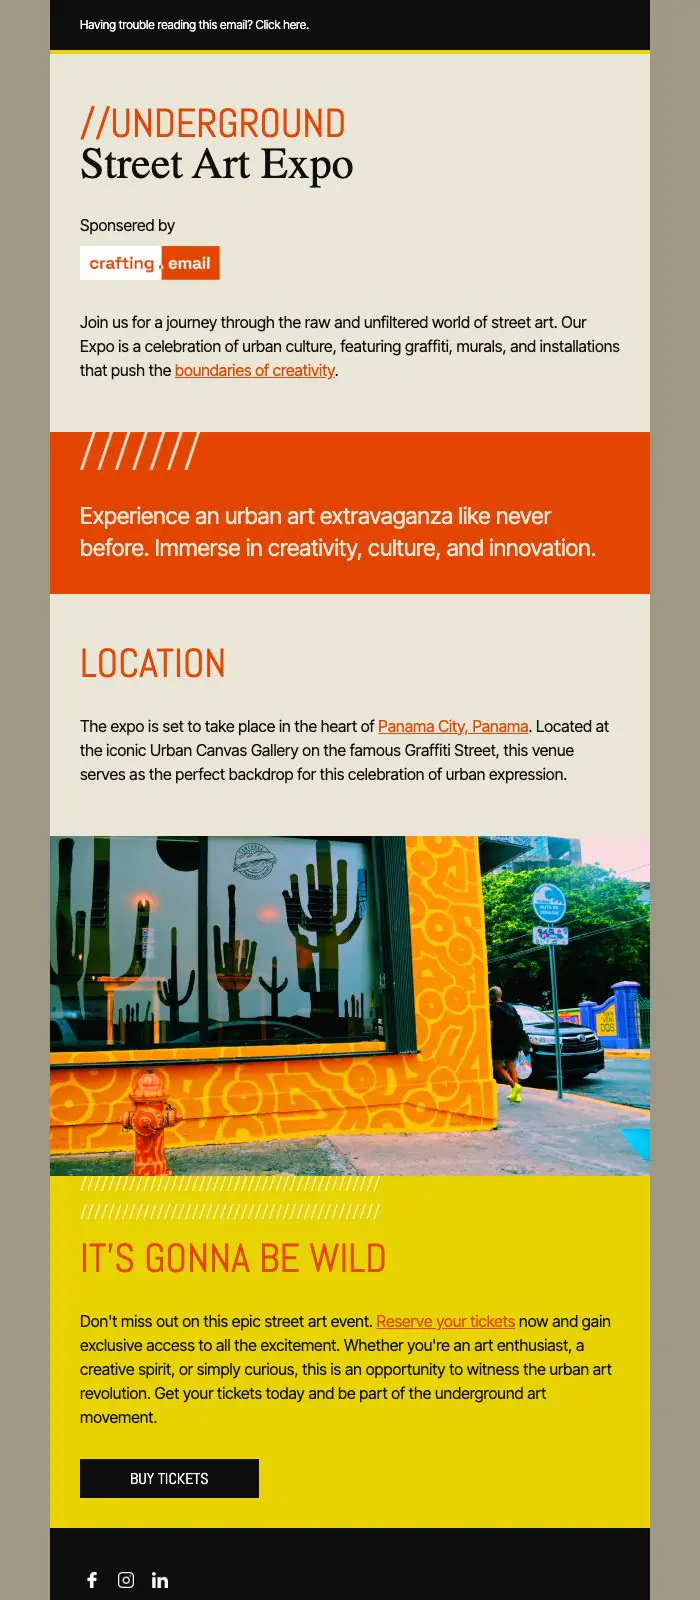 Having trouble reading this email? Click here.
//UNDERGROUND
Street Art Expo
Sponsered by
crafting.email
Join us for a journey through the raw and unfiltered world of street art. Our
Expo is a celebration of urban culture, featuring graffiti, murals, and installations
that push the boundaries of creativity.
///////
Experience an urban art extravaganza like never
before. Immerse in creativity, culture, and innovation.
LOCATION
The expo is set to take place in the heart of Panama City, Panama. Located at
the iconic Urban Canvas Gallery on the famous Graffiti Street, this venue
serves as the perfect backdrop for this celebration of urban expression.
IT'S GONNA BE WILD
Don't miss out on this epic street art event. Reserve your tickets now and gain
exclusive access to all the excitement. Whether you're an art enthusiast, a
creative spirit, or simply curious, this is an opportunity to witness the urban art
revolution. Get your tickets today and be part of the underground art
movement.
BUY TICKETS